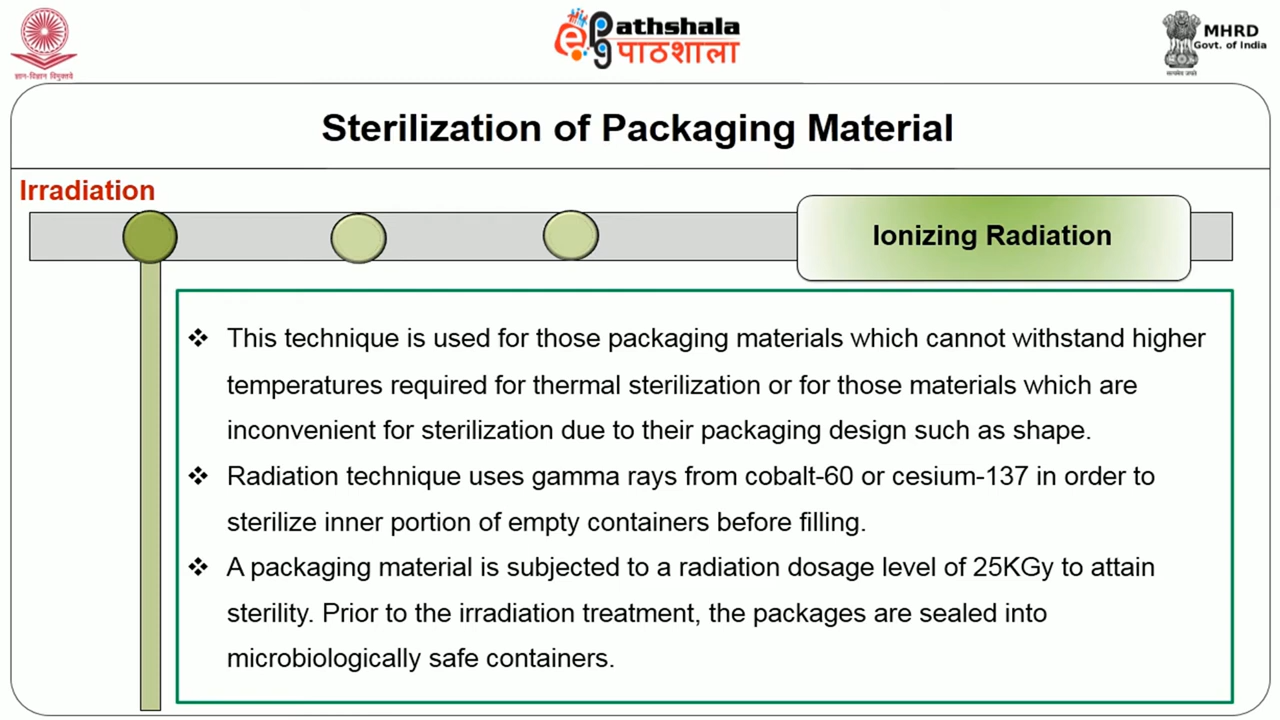 ज्ञान-विज्ञान विमुक्तये
e
Pathshala
पाठशाला
MHRD
Govt. of India
सत्यमेव जयते
Sterilization of Packaging Material
Irradiation
Ionizing Radiation
❖ This technique is used for those packaging materials which cannot withstand higher
temperatures required for thermal sterilization or for those materials which are
inconvenient for sterilization due to their packaging design such as shape.
❖ Radiation technique uses gamma rays from cobalt-60 or cesium-137 in order to
sterilize inner portion of empty containers before filling.
❖ A packaging material is subjected to a radiation dosage level of 25KGy to attain
sterility. Prior to the irradiation treatment, the packages are sealed into
microbiologically safe containers.